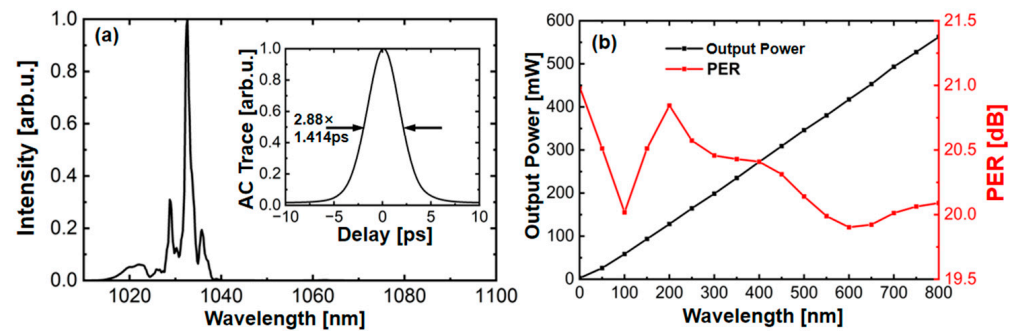 (a)
Intensity [arb.u.]
1.0
0.8
0.6
0.4
0.2
0.0
1020 1040 1060 1080 1100
Wavelength [nm]
AC Trace [arb.u.]
1.0
0.8
0.6
0.4
0.2
0.0
2.88×
1.414ps
−10 −5 0 5 10
Delay [ps]
(b)
Output Power [mW]
600
500
400
300
200
100
0
Output Power
PER
0 100 200 300 400 500 600 700 800
Wavelength [nm]
21.5
21.0
20.5
20.0
19.5
PER [dB]